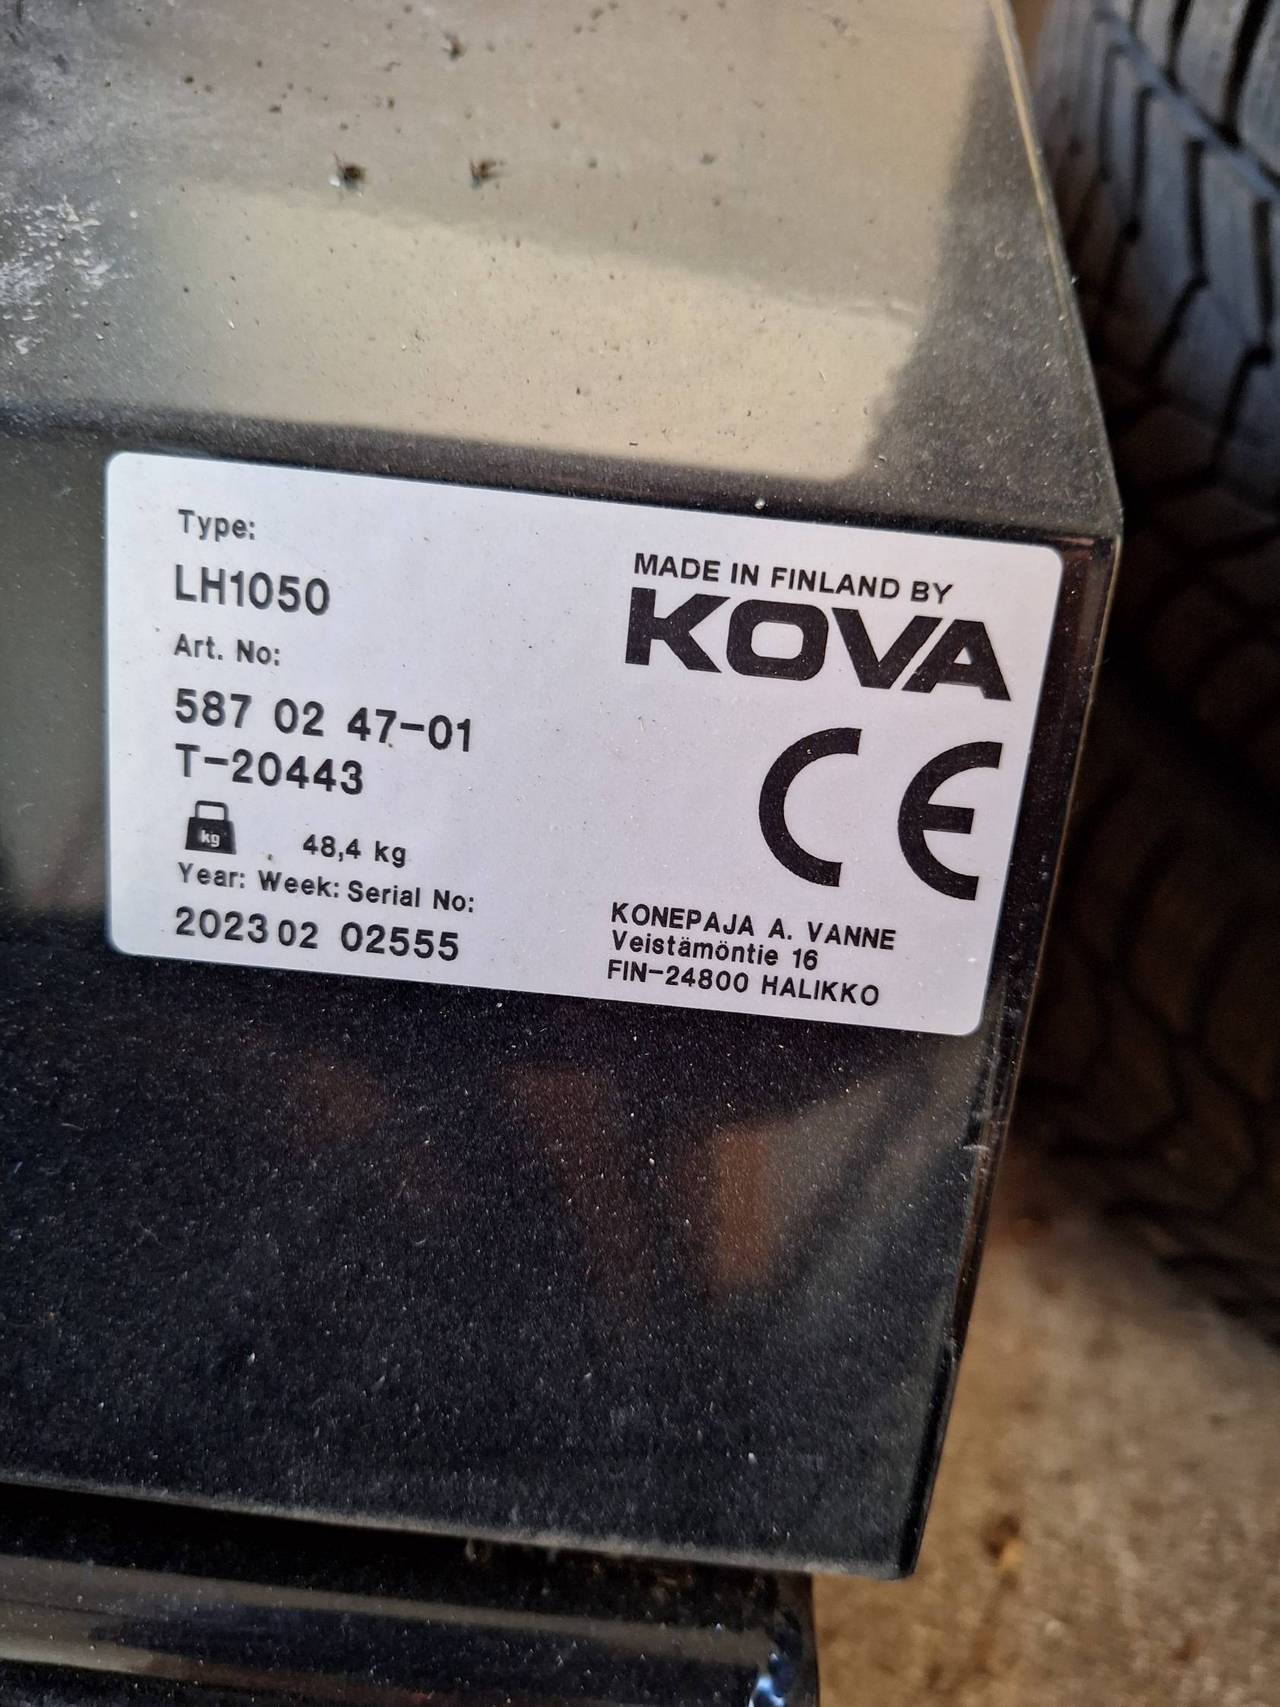 Type:
LH1050
Art. No:
587 02 47-01
T-20443
kg 48,4 kg
Year: Week: Serial No:
2023 02 02555
MADE IN FINLAND BY
KOVA
CE
KONEPAJA A. VANNE
Veistämöntie 16
FIN-24800 HALIKKO